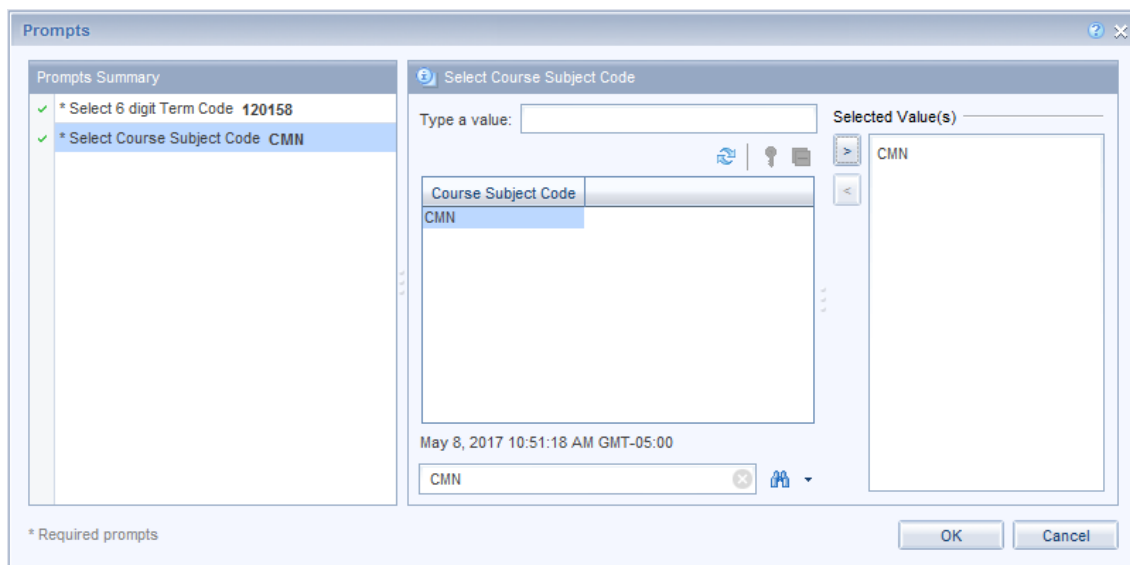 Prompts
Prompts Summary
* Select 6 digit Term Code 120158
* Select Course Subject Code CMN
Select Course Subject Code
Type a value:
Course Subject Code
CMN
May 8, 2017 10:51:18 AM GMT-05:00
CMN
Selected Value(s)
>
CMN
<
* Required prompts
OK
Cancel